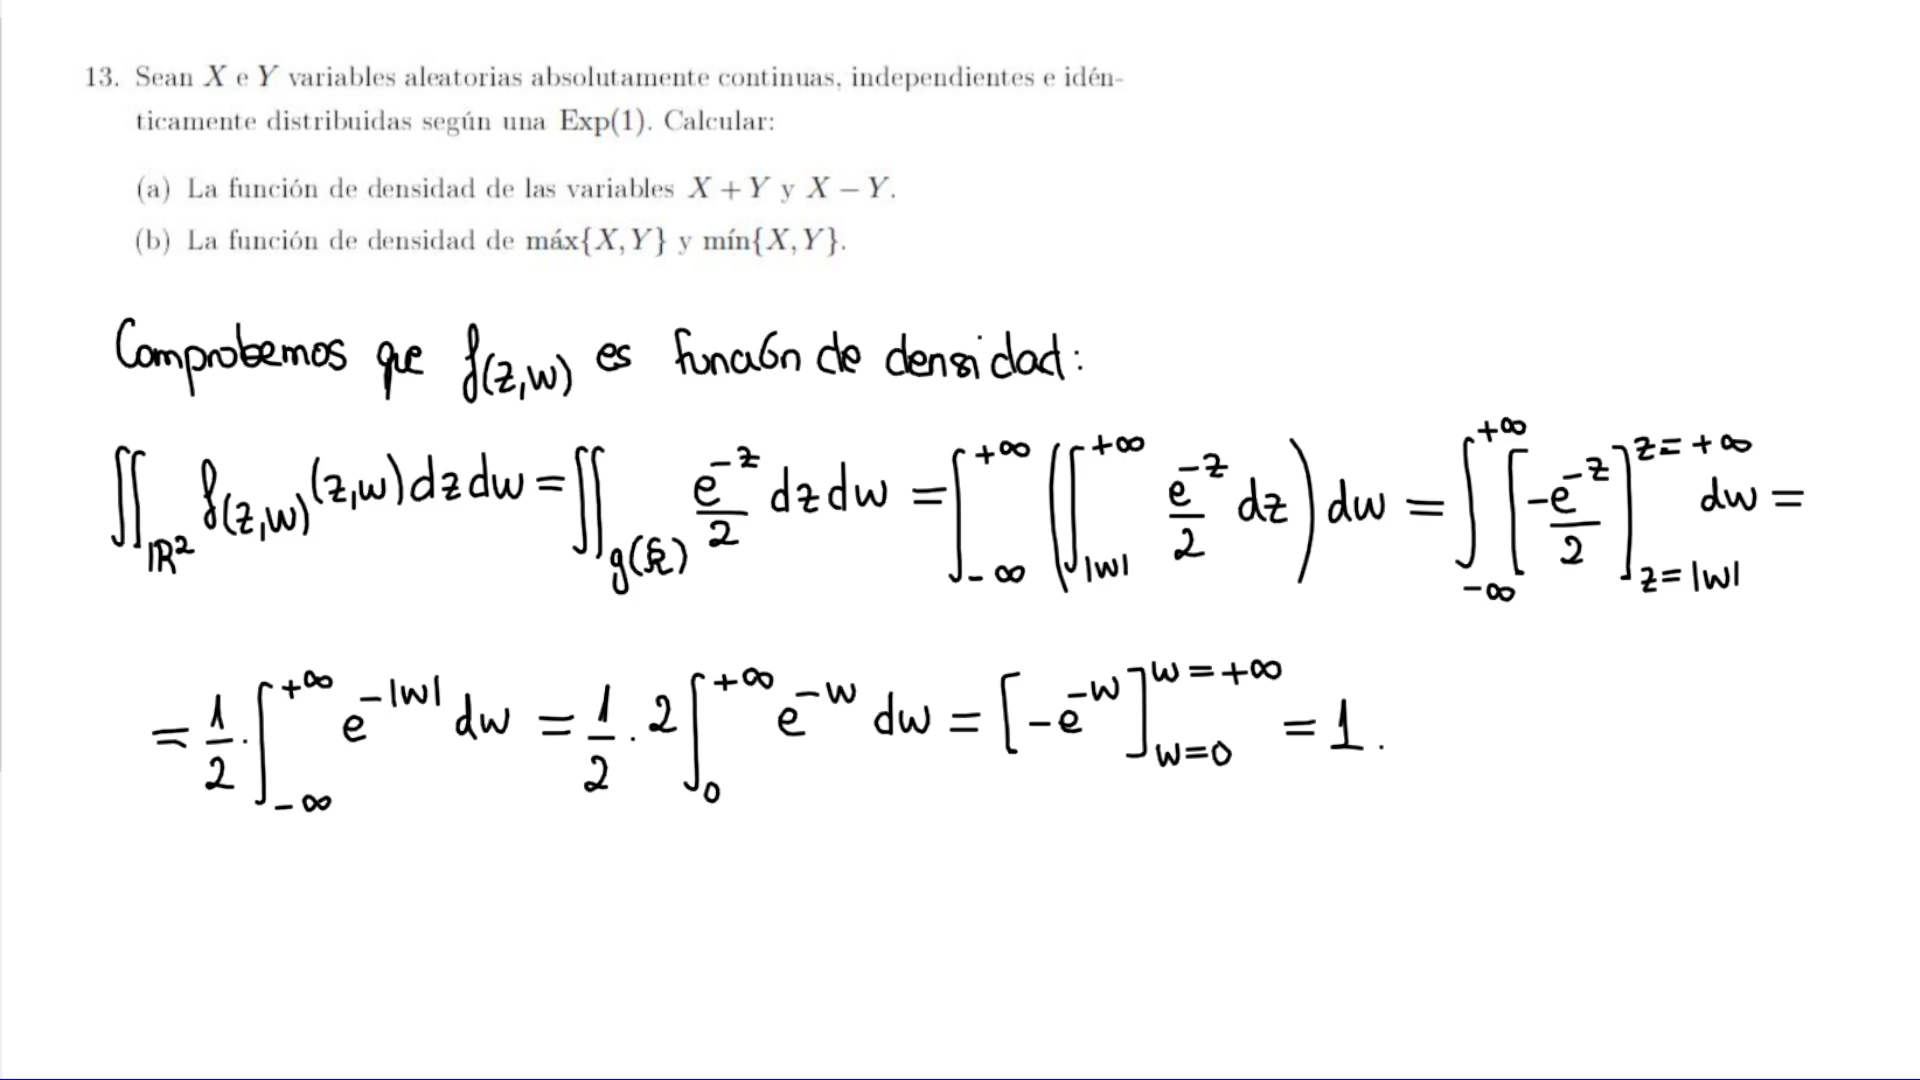 13. Sean X e Y variables aleatorias absolutamente continuas, independientes e idén-
ticamente distribuidas según una Exp(1). Calcular:
(a) La función de densidad de las variables X + Y y X − Y.
(b) La función de densidad de máx{X, Y} y mín{X, Y}.
Comprobemos que f(z,w) es función de densidad:
∬_{ℝ²} f_{(z,w)}(z,w) dz dw = ∬_{g(R)} e^{-z}/2 dz dw = ∫_{-∞}^{+∞} ( ∫_{|w|}^{+∞} e^{-z}/2 dz ) dw = ∫_{-∞}^{+∞} [ -e^{-z}/2 ]_{z=|w|}^{z=+∞} dw =
= 1/2 · ∫_{-∞}^{+∞} e^{-|w|} dw = 1/2 · 2 ∫_{0}^{+∞} e^{-w} dw = [ -e^{-w} ]_{w=0}^{w=+∞} = 1.